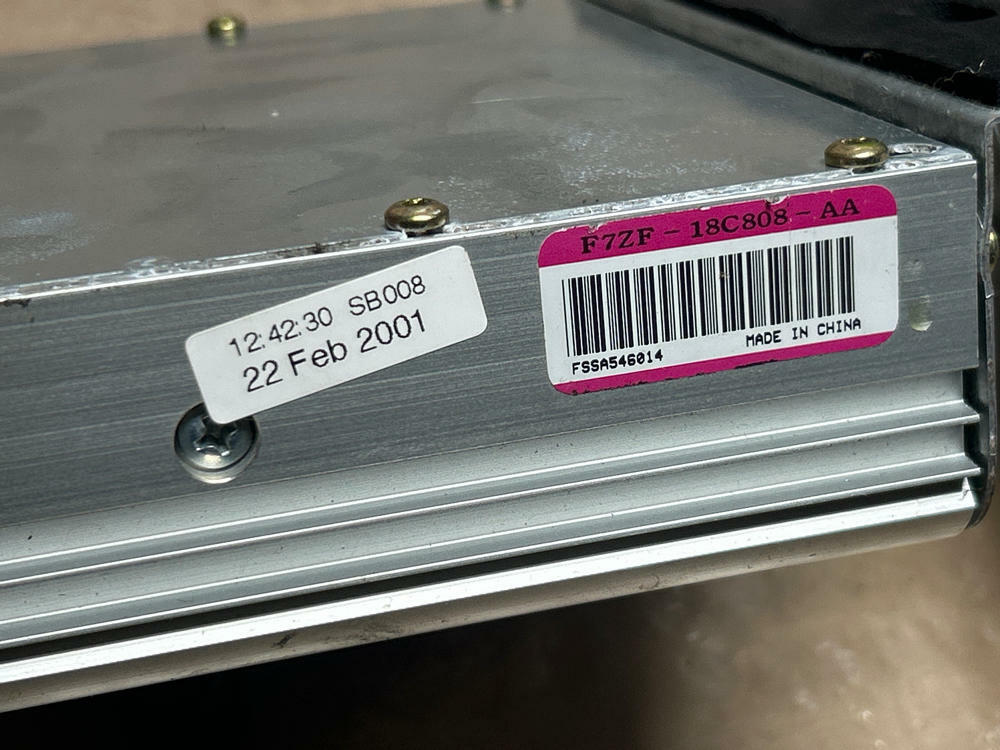 12:42:30 SB008
22 Feb 2001
F7ZF - 18C808 - AA
FSSA546014
MADE IN CHINA